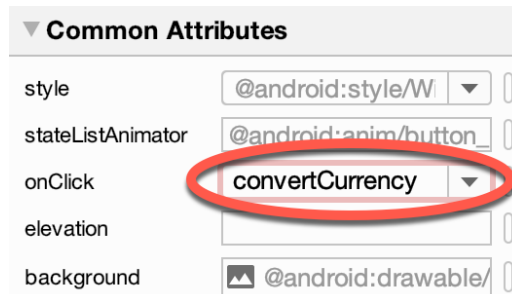 Common Attributes
style @android:style/Wi
stateListAnimator @android:anim/button_
onClick convertCurrency
elevation
background @android:drawable/